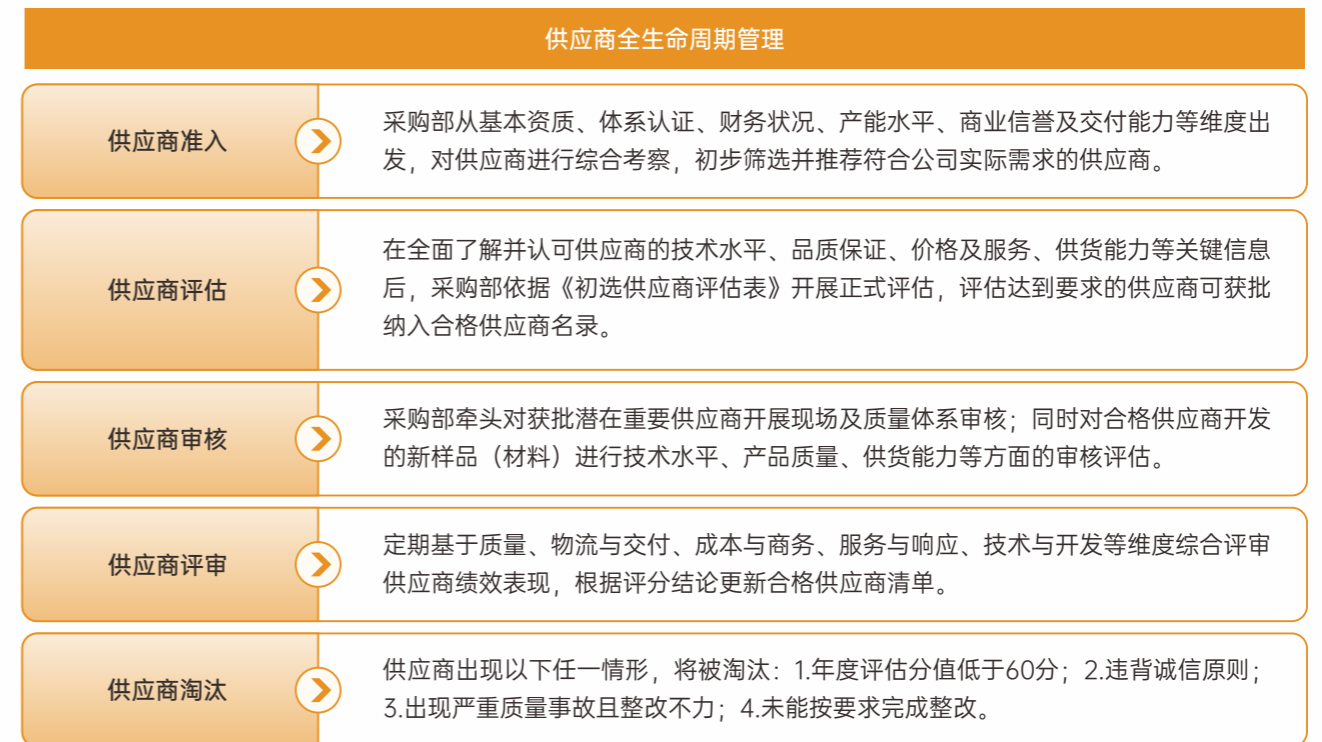 供应商全生命周期管理
供应商准入
采购部从基本资质、体系认证、财务状况、产能水平、商业信誉及交付能力等维度出
发，对供应商进行综合考察，初步筛选并推荐符合公司实际需求的供应商。
供应商评估
在全面了解并认可供应商的技术水平、品质保证、价格及服务、供货能力等关键信息
后，采购部依据《初选供应商评估表》开展正式评估，评估达到要求的供应商可获批
纳入合格供应商名录。
供应商审核
采购部牵头对获批潜在重要供应商开展现场及质量体系审核；同时对合格供应商开发
的新样品（材料）进行技术水平、产品质量、供货能力等方面的审核评估。
供应商评审
定期基于质量、物流与交付、成本与商务、服务与响应、技术与开发等维度综合评审
供应商绩效表现，根据评分结论更新合格供应商清单。
供应商淘汰
供应商出现以下任一情形，将被淘汰：1.年度评估分值低于60分；2.违背诚信原则；
3.出现严重质量事故且整改不力；4.未能按要求完成整改。